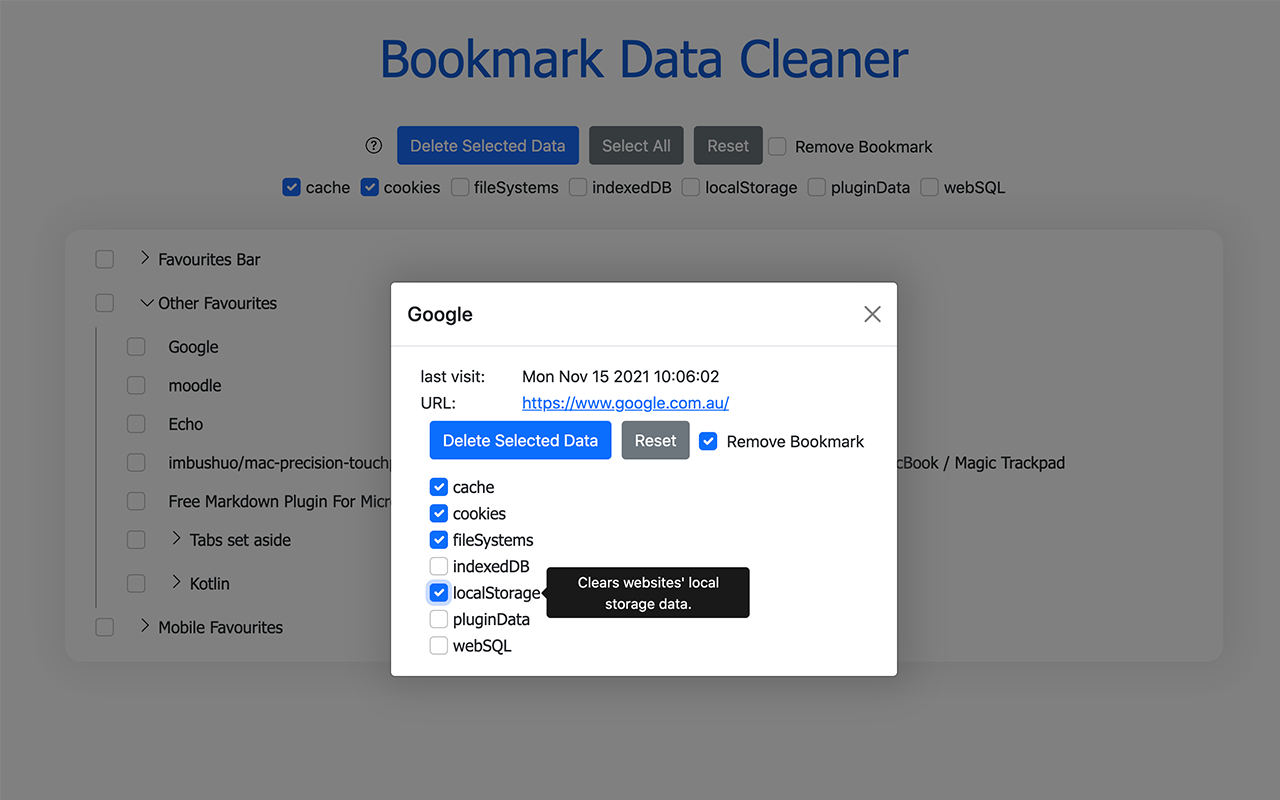 Bookmark Data Cleaner
? Delete Selected Data Select All Reset Remove Bookmark
cache cookies fileSystems indexedDB localStorage pluginData webSQL
Favourites Bar
Other Favourites
Google
moodle
Echo
imbushuo/mac-precision-touchp cBook / Magic Trackpad
Free Markdown Plugin For Micr
Tabs set aside
Kotlin
Mobile Favourites
Google
last visit: Mon Nov 15 2021 10:06:02
URL: https://www.google.com.au/
Delete Selected Data Reset Remove Bookmark
cache
cookies
fileSystems
indexedDB
localStorage
Clears websites' local
storage data.
pluginData
webSQL